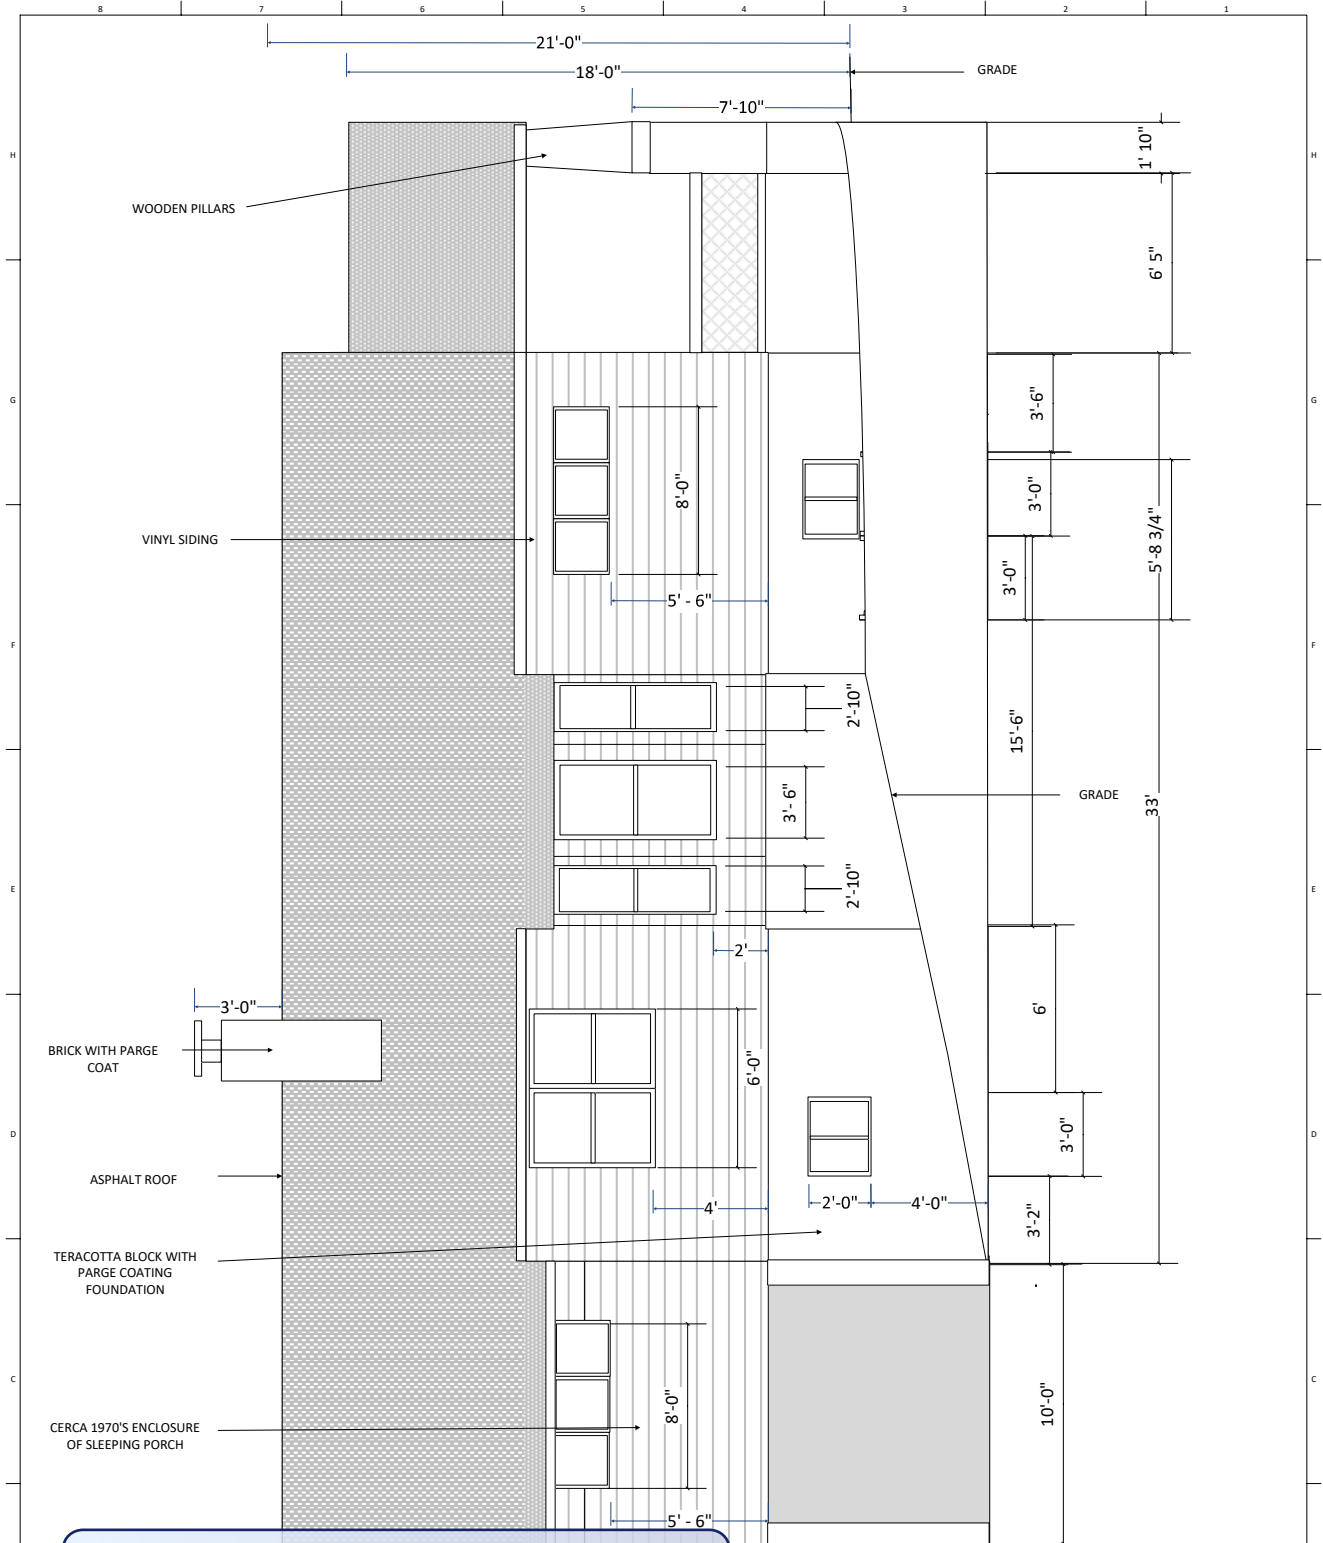 8 7 6 5 4 3 2 1
21'-0"
18'-0"
GRADE
7'-10"
H
H
1' 10"
WOODEN PILLARS
6' 5"
G
G
3'-6"
8'-0"
3'-0"
VINYL SIDING
5'-8 3/4"
3'-0"
5' - 6"
F
F
2'-10"
15'-6"
3'- 6"
GRADE
33'
E
E
2'-10"
2'
3'-0"
6'
BRICK WITH PARGE
COAT
6'-0"
D
D
3'-0"
ASPHALT ROOF
4'
2'-0"
4'-0"
3'-2"
TERACOTTA BLOCK WITH
PARGE COATING
FOUNDATION
C
C
8'-0"
10'-0"
CERCA 1970'S ENCLOSURE
OF SLEEPING PORCH
5' - 6"